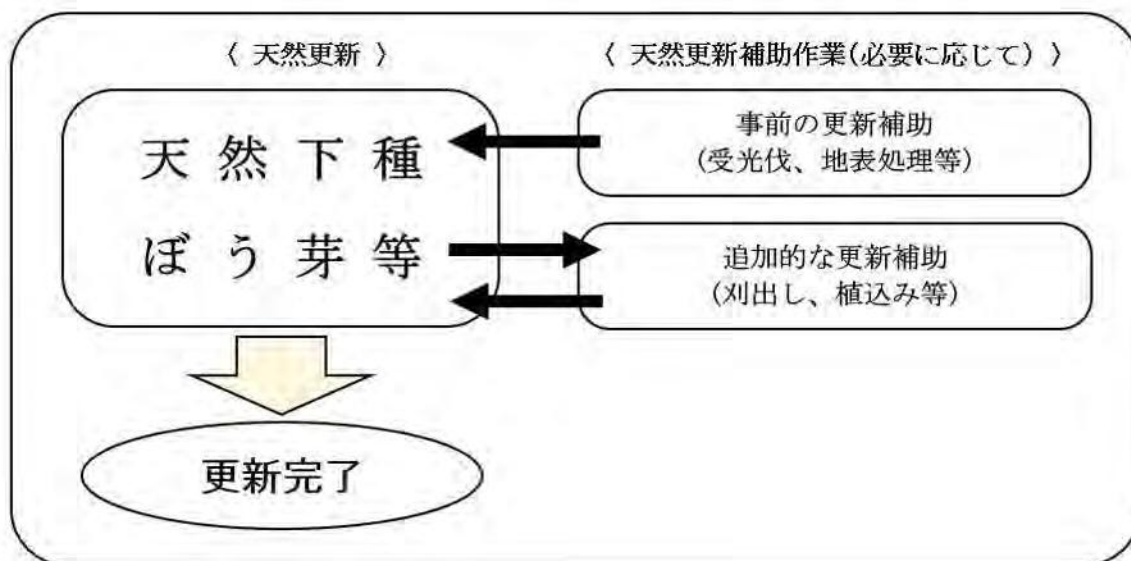 〈 天然更新 〉
天然下種
ぼう芽等
更新完了
〈 天然更新補助作業(必要に応じて) 〉
事前の更新補助
(受光伐、地表処理等)
追加的な更新補助
(刈出し、植込み等)